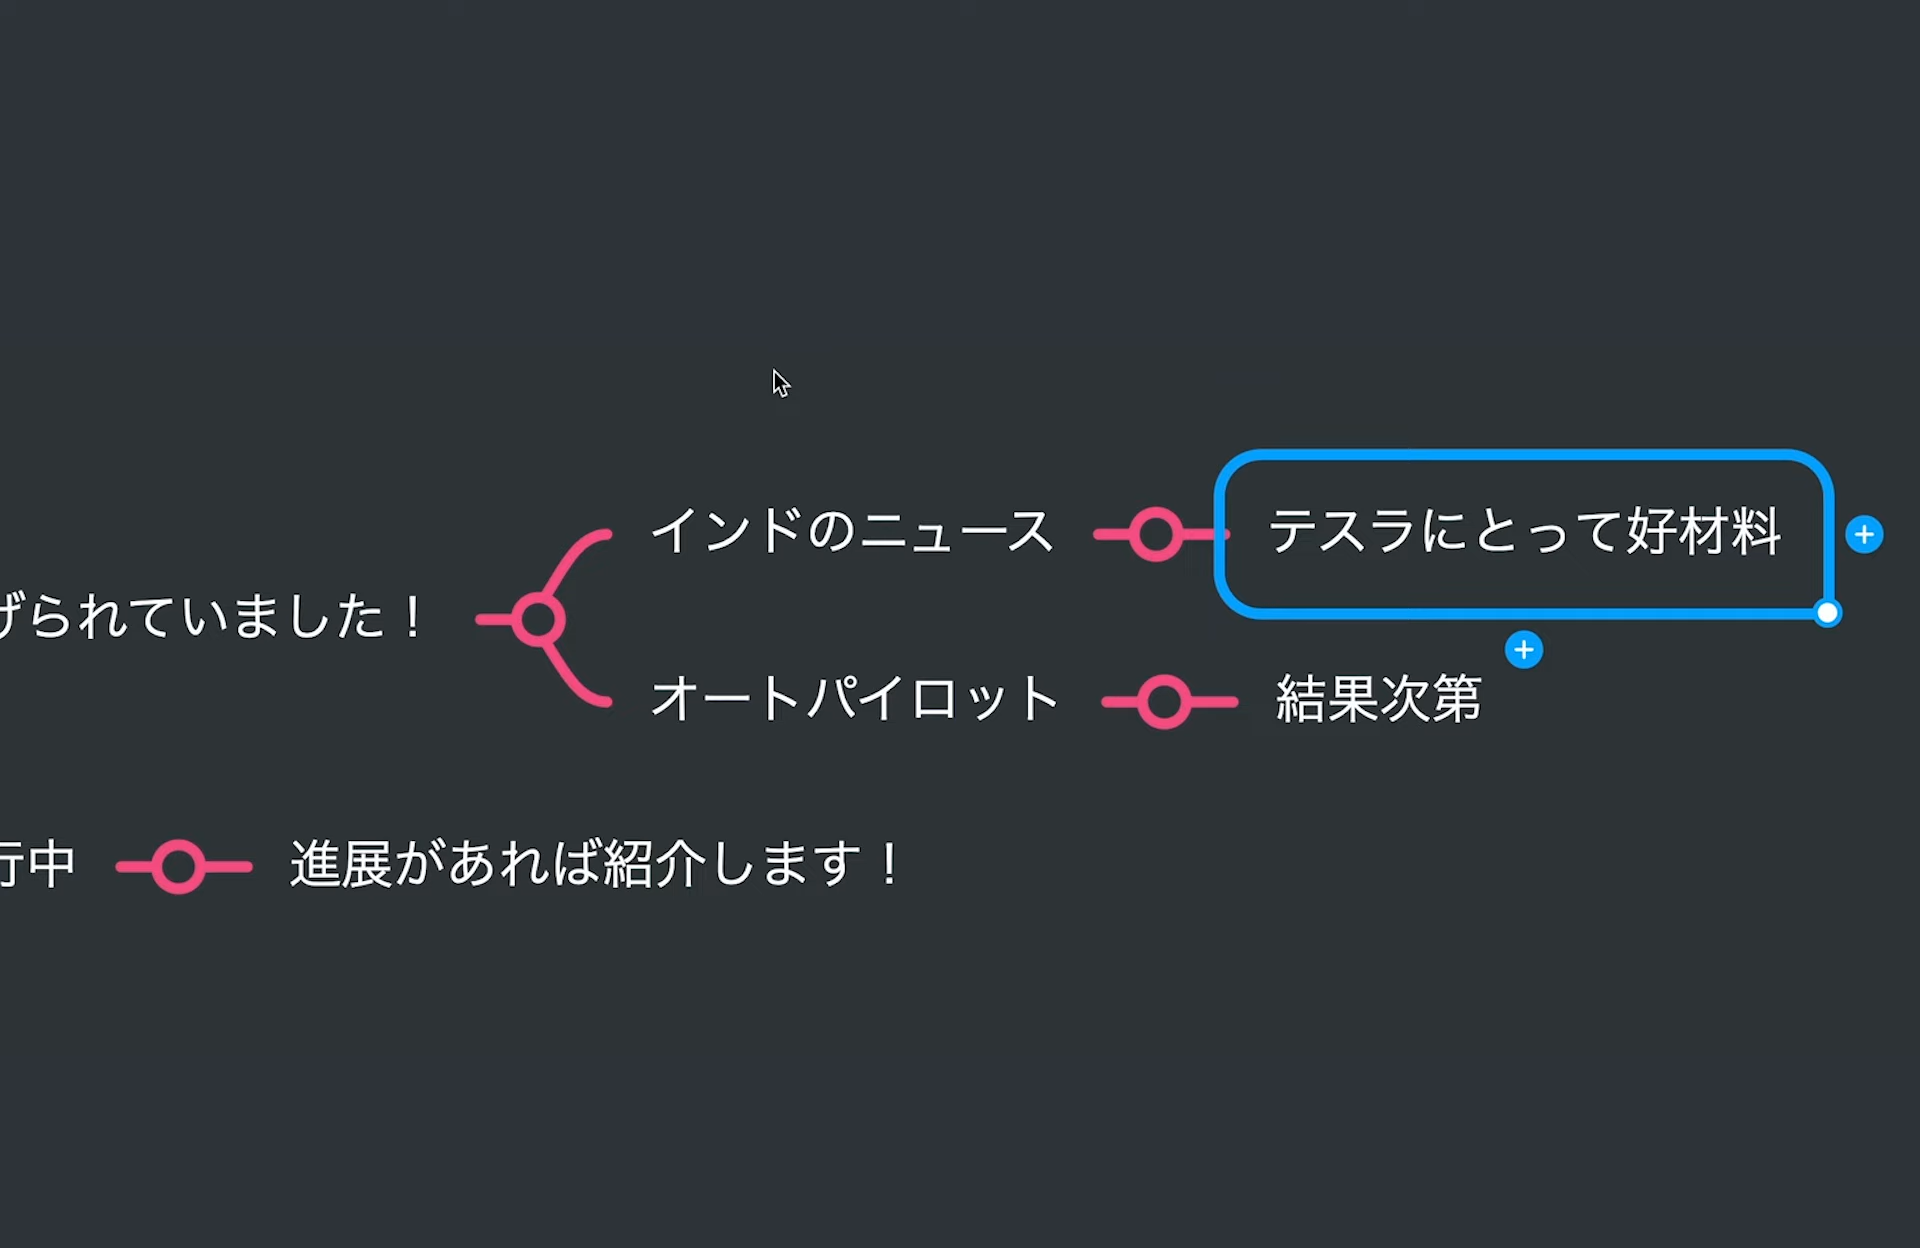 インドのニュース
テスラにとって好材料
げられていました！
オートパイロット
結果次第
行中
進展があれば紹介します！